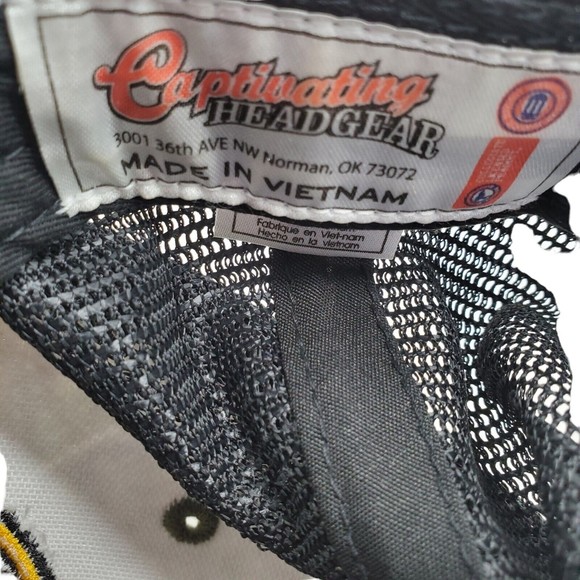 Captivating
HEADGEAR
3001 36th AVE NW Norman, OK 73072
MADE IN VIETNAM
Fabriqué en Viet-nam
Hecho en la vietnam